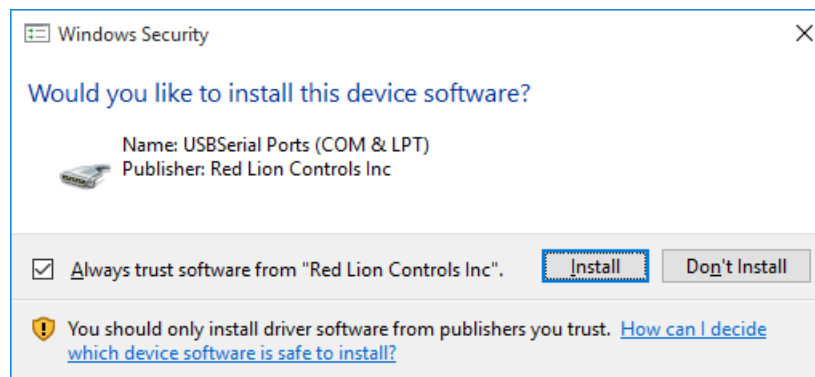 Windows Security
Would you like to install this device software?
Name: USBSerial Ports (COM & LPT)
Publisher: Red Lion Controls Inc
Always trust software from "Red Lion Controls Inc".
Install
Don't Install
You should only install driver software from publishers you trust. How can I decide
which device software is safe to install?